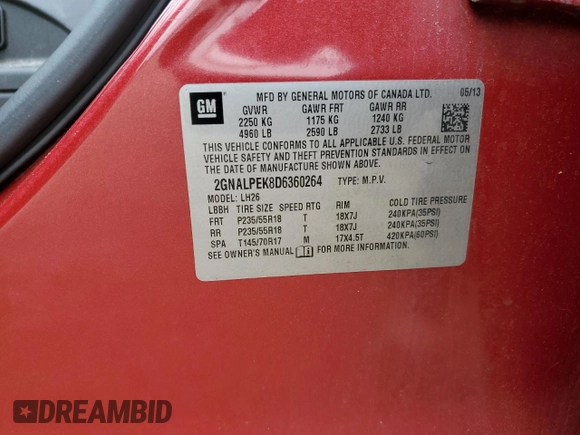 GM
MFD BY GENERAL MOTORS OF CANADA LTD. 05/13
GVWR GAWR FRT GAWR RR
2250 KG 1175 KG 1240 KG
4960 LB 2590 LB 2733 LB
THIS VEHICLE CONFORMS TO ALL APPLICABLE U.S. FEDERAL MOTOR
VEHICLE SAFETY AND THEFT PREVENTION STANDARDS IN EFFECT ON
THE DATE OF MANUFACTURE SHOWN ABOVE.
2GNALPEK8D6360264 TYPE: M.P.V.
MODEL: LH26
LBBH TIRE SIZE SPEED RTG RIM COLD TIRE PRESSURE
FRT P235/55R18 T 18X7J 240KPA(35PSI)
RR P235/55R18 T 18X7J 240KPA(35PSI)
SPA T145/70R17 M 17X4.5T 420KPA(60PSI)
SEE OWNER'S MANUAL FOR MORE INFORMATION.
DREAMBID